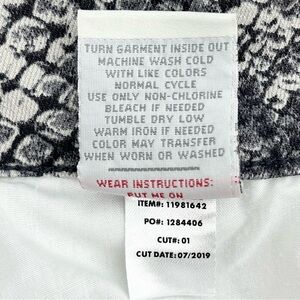 TURN GARMENT INSIDE OUT
MACHINE WASH COLD
WITH LIKE COLORS
NORMAL CYCLE
USE ONLY NON-CHLORINE
BLEACH IF NEEDED
TUMBLE DRY LOW
WARM IRON IF NEEDED
COLOR MAY TRANSFER
WHEN WORN OR WASHED
WEAR INSTRUCTIONS:
PUT ME ON
ITEM#: 11981642
PO#: 1284406
CUT#: 01
CUT DATE: 07/2019